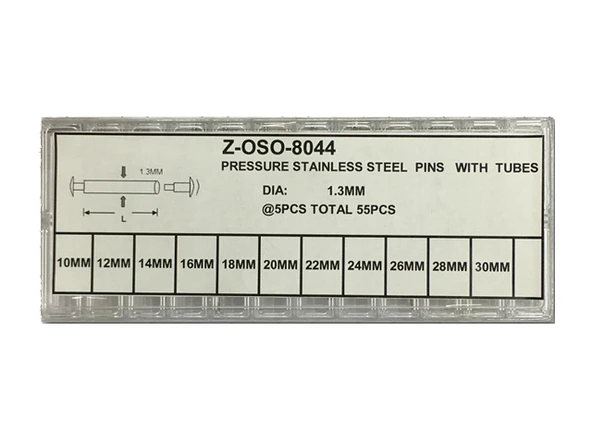 Z-OSO-8044
PRESSURE STAINLESS STEEL PINS WITH TUBES
1.3MM
DIA: 1.3MM
L
@5PCS TOTAL 55PCS
10MM 12MM 14MM 16MM 18MM 20MM 22MM 24MM 26MM 28MM 30MM